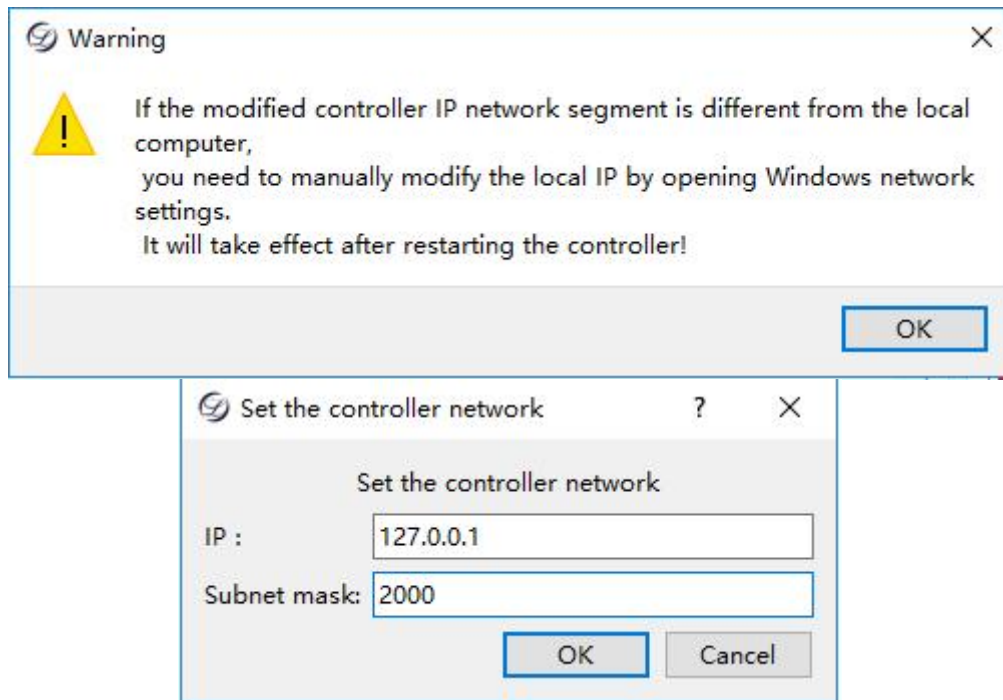 Warning
If the modified controller IP network segment is different from the local
computer,
you need to manually modify the local IP by opening Windows network
settings.
It will take effect after restarting the controller!
OK
Set the controller network
?
Set the controller network
IP :
127.0.0.1
Subnet mask:
2000
OK
Cancel